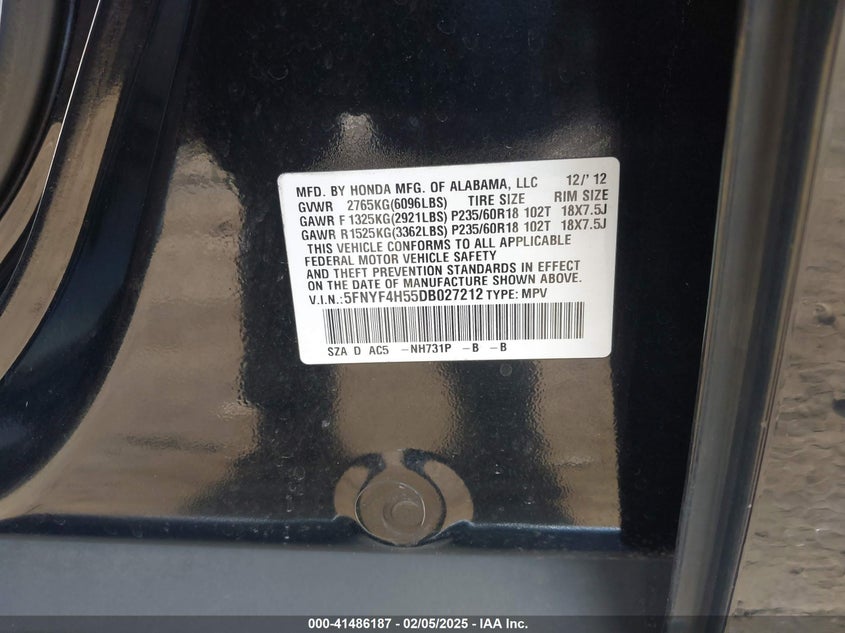 MFD. BY HONDA MFG. OF ALABAMA, LLC 12/' 12
GVWR 2765KG(6096LBS) TIRE SIZE RIM SIZE
GAWR F 1325KG(2921LBS) P235/60R18 102T 18X7.5J
GAWR R1525KG(3362LBS) P235/60R18 102T 18X7.5J
THIS VEHICLE CONFORMS TO ALL APPLICABLE
FEDERAL MOTOR VEHICLE SAFETY
AND THEFT PREVENTION STANDARDS IN EFFECT
ON THE DATE OF MANUFACTURE SHOWN ABOVE.
V.I.N.:5FNYF4H55DB027212 TYPE: MPV
SZA D AC5 -NH731P -B -B
000-41486187 - 02/05/2025 - IAA Inc.